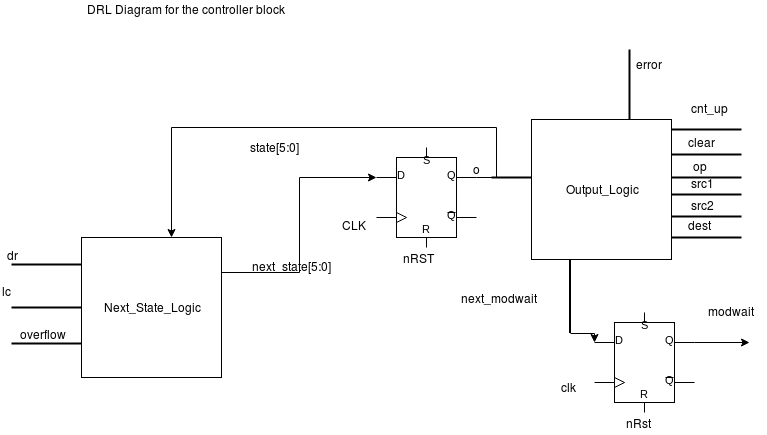 DRL Diagram for the controller block
error
cnt_up
clear
op
src1
src2
dest
Output_Logic
state[5:0]
S
D
Q
o
Q
R
CLK
nRST
next_state[5:0]
dr
lc
overflow
Next_State_Logic
next_modwait
modwait
S
D
Q
Q
R
clk
nRst